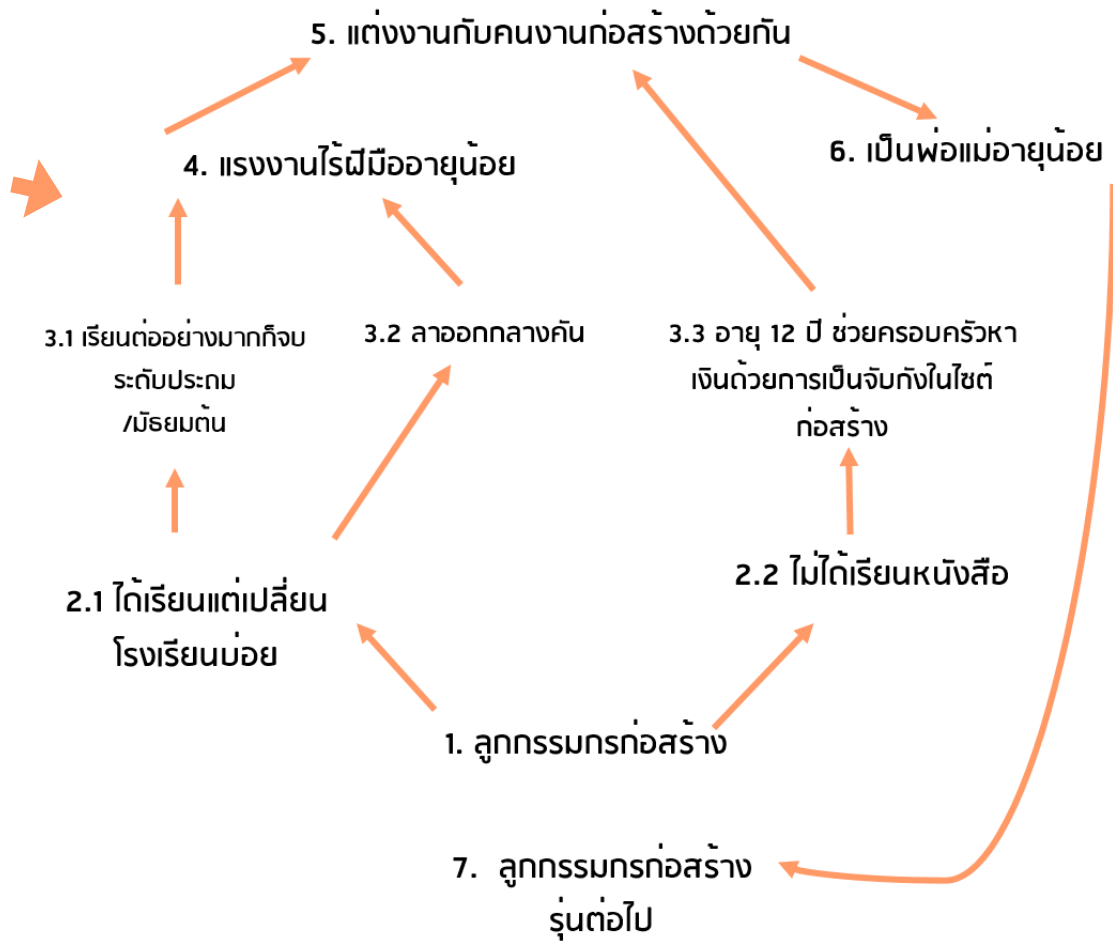 5. แต่งงานกับคนงานก่อสร้างด้วยกัน
4. แรงงานไร้ฝีมืออายุน้อย
6. เป็นพ่อแม่อายุน้อย
3.1 เรียนต่ออย่างมากก็จบ
ระดับประถม
/มัธยมต้น
3.2 ลาออกกลางคัน
3.3 อายุ 12 ปี ช่วยครอบครัวหา
เงินด้วยการเป็นจับกังในไซต์
ก่อสร้าง
2.1 ได้เรียนแต่เปลี่ยน
โรงเรียนบ่อย
2.2 ไม่ได้เรียนหนังสือ
1. ลูกกรรมกรก่อสร้าง
7. ลูกกรรมกรก่อสร้าง
รุ่นต่อไป